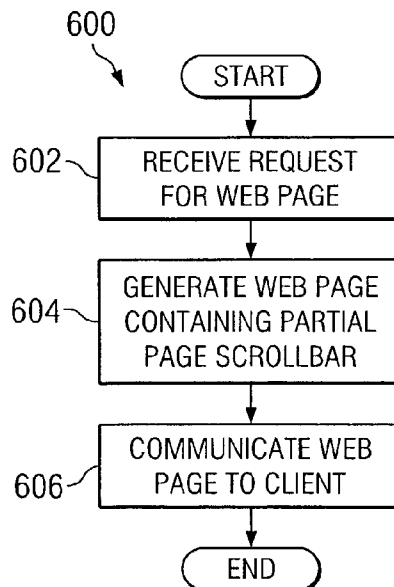 600
START
602
RECEIVE REQUEST
FOR WEB PAGE
604
GENERATE WEB PAGE
CONTAINING PARTIAL
PAGE SCROLLBAR
606
COMMUNICATE WEB
PAGE TO CLIENT
END